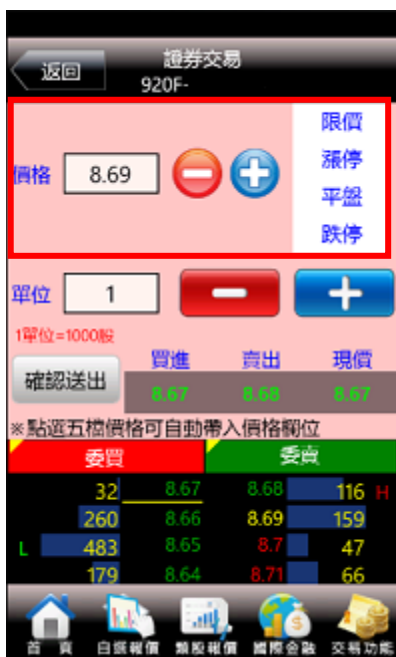 返回
證券交易
920F-
限價
漲停
價格 8.69
平盤
跌停
單位 1
1單位=1000股
買進 賣出 現價
確認送出 8.67 8.68 8.67
※點選五檔價格可自動帶入價格欄位
委買 委賣
32 8.67 8.68 116 H
260 8.66 8.69 159
L 483 8.65 8.7 47
179 8.64 8.71 66
首頁 自選報價 類股報價 國際金融 交易功能